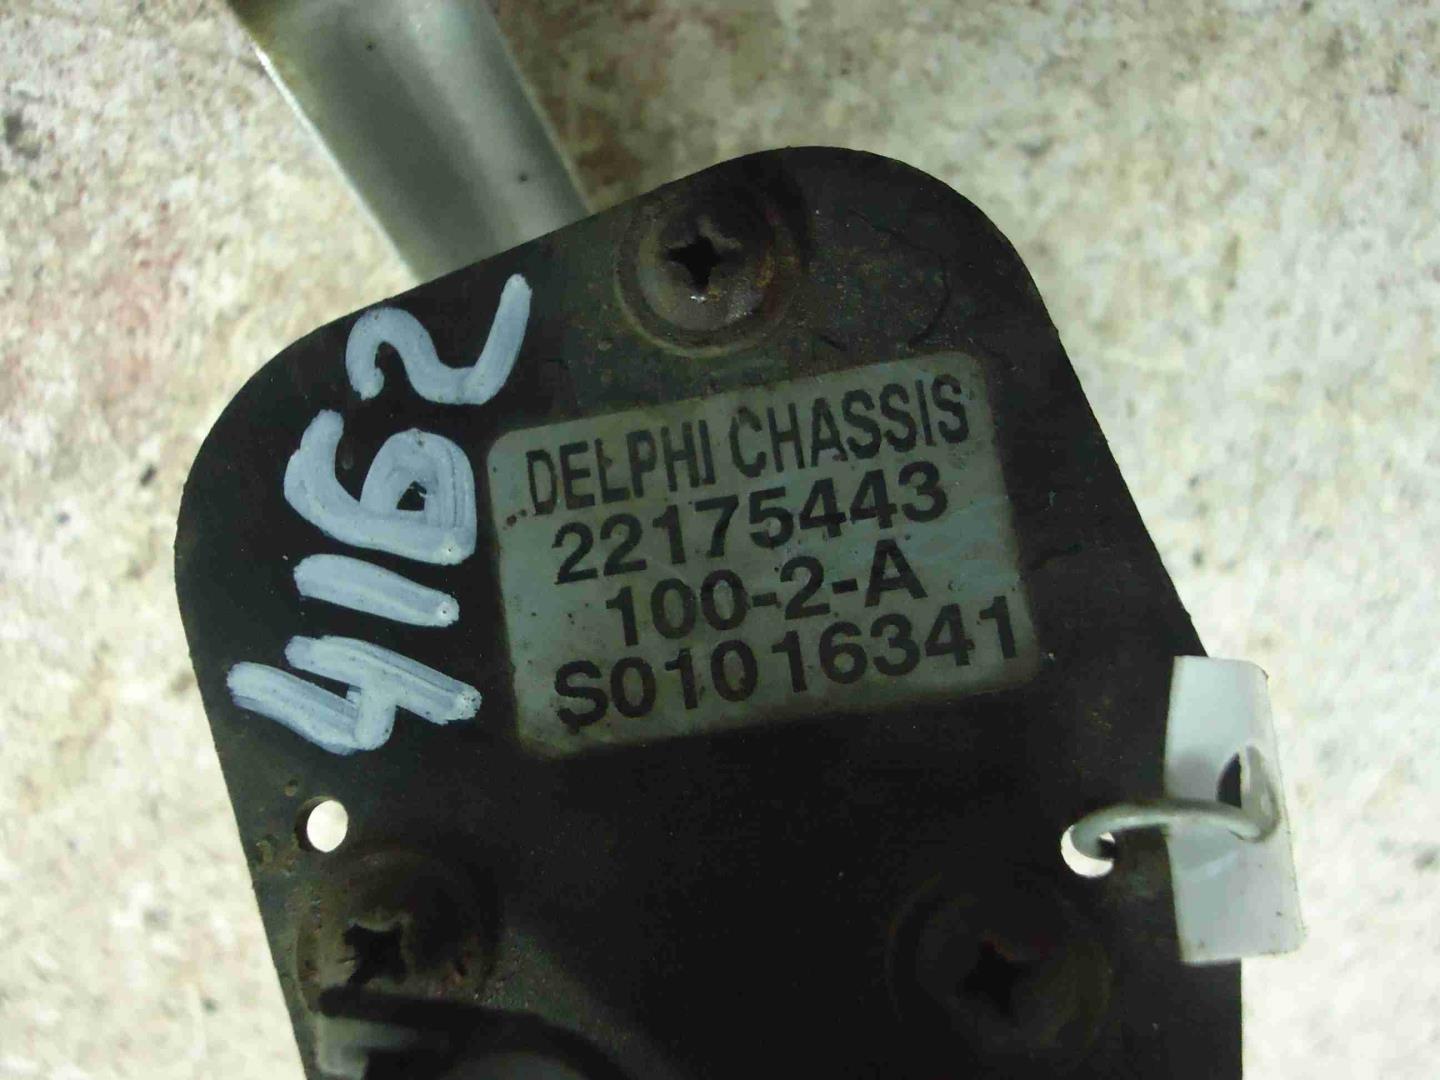 4162
DELPHI CHASSIS
22175443
100-2-A
S01016341